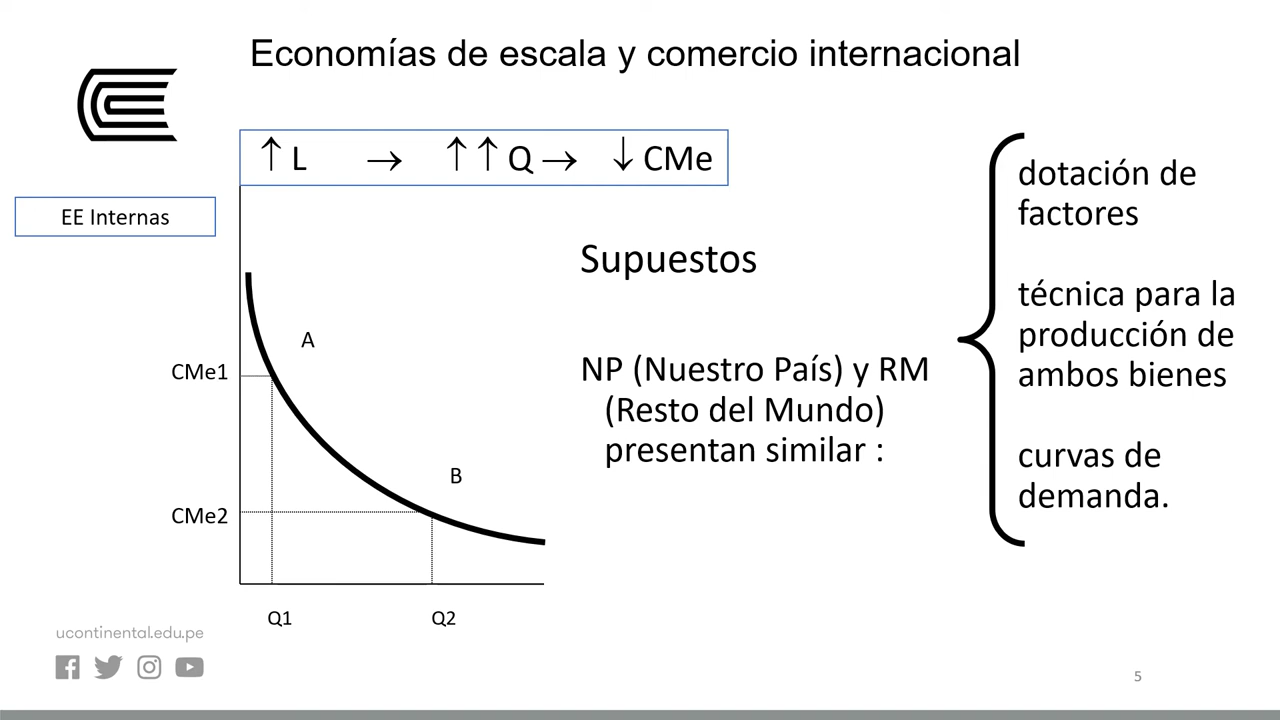 Economías de escala y comercio internacional
↑ L → ↑ ↑ Q → ↓ CMe
EE Internas
A
CMe1
B
CMe2
Q1
Q2
Supuestos
NP (Nuestro País) y RM
(Resto del Mundo)
presentan similar :
dotación de
factores
técnica para la
producción de
ambos bienes
curvas de
demanda.
ucontinental.edu.pe
5